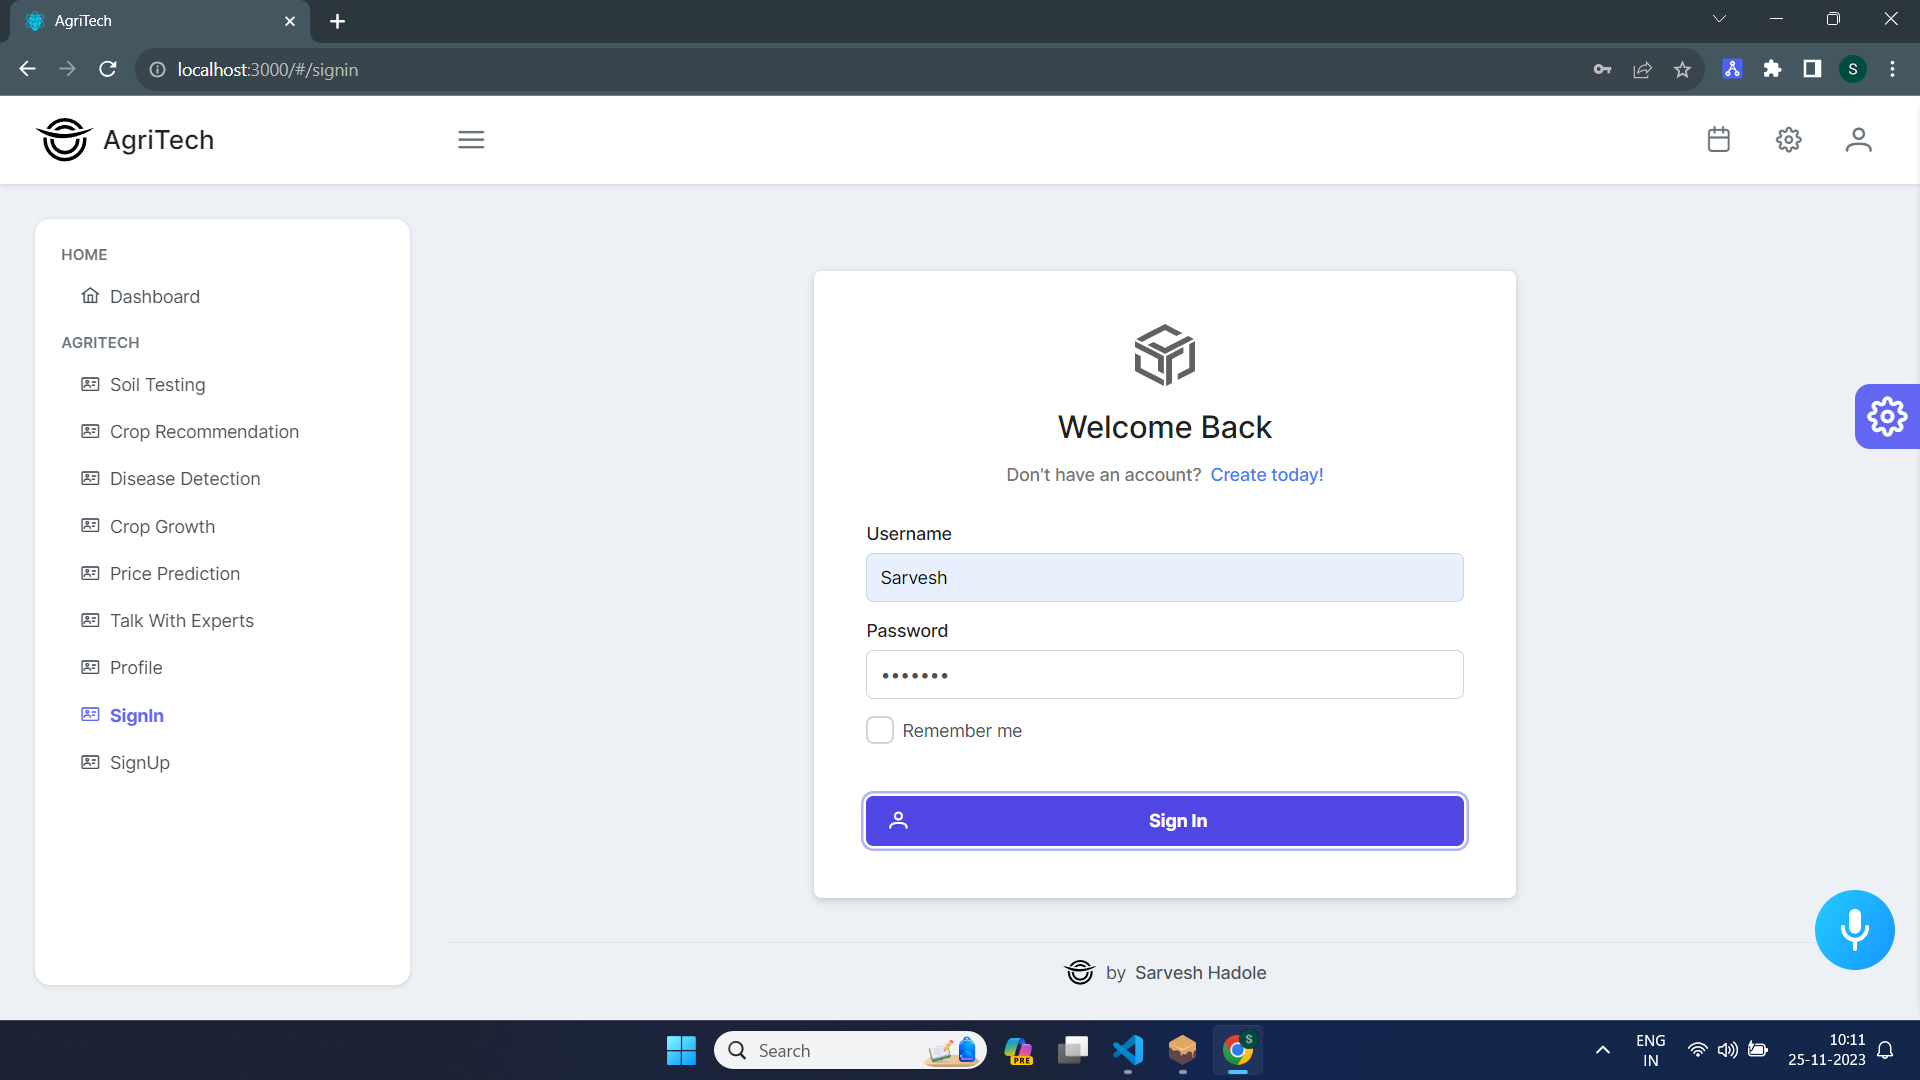 AgriTech
localhost:3000/#/signin
S
AgriTech
HOME
Dashboard
AGRITECH
Soil Testing
Crop Recommendation
Disease Detection
Crop Growth
Price Prediction
Talk With Experts
Profile
SignIn
SignUp
Welcome Back
Don't have an account? Create today!
Username
Sarvesh
Password
•••••••
Remember me
Sign In
by Sarvesh Hadole
Search
PRE
S
ENG
IN
10:11
25-11-2023